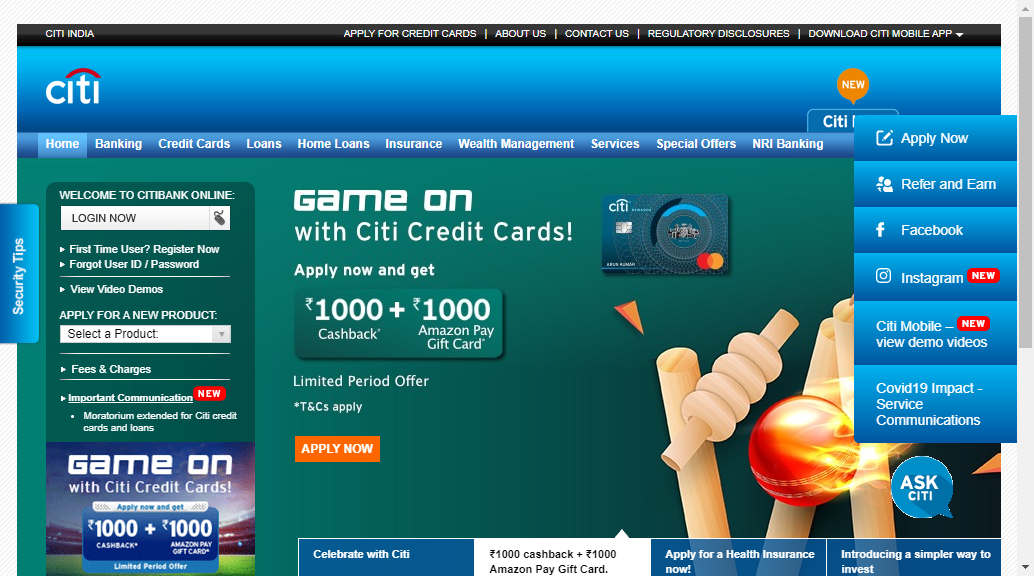 CITI INDIA
APPLY FOR CREDIT CARDS | ABOUT US | CONTACT US | REGULATORY DISCLOSURES | DOWNLOAD CITI MOBILE APP
citi
NEW
Citi
Home Banking Credit Cards Loans Home Loans Insurance Wealth Management Services Special Offers NRI Banking
Security Tips
WELCOME TO CITIBANK ONLINE:
LOGIN NOW
First Time User? Register Now
Forgot User ID / Password
View Video Demos
APPLY FOR A NEW PRODUCT:
Select a Product:
Fees & Charges
Important Communication NEW
• Moratorium extended for Citi credit
cards and loans
GAME ON
with Citi Credit Cards!
Apply now and get
₹1000 + ₹1000
CASHBACK* AMAZON PAY
GIFT CARD*
Limited Period Offer
GAME ON
with Citi Credit Cards!
Apply now and get
₹1000 + ₹1000
Cashback* Amazon Pay
Gift Card*
Limited Period Offer
*T&Cs apply
APPLY NOW
citi REWARDS
ARUN KUMAR
Apply Now
Refer and Earn
Facebook
Instagram NEW
Citi Mobile – NEW
view demo videos
Covid19 Impact -
Service
Communications
ASK
CITI
Celebrate with Citi
₹1000 cashback + ₹1000
Amazon Pay Gift Card.
Apply for a Health Insurance
now!
Introducing a simpler way to
invest